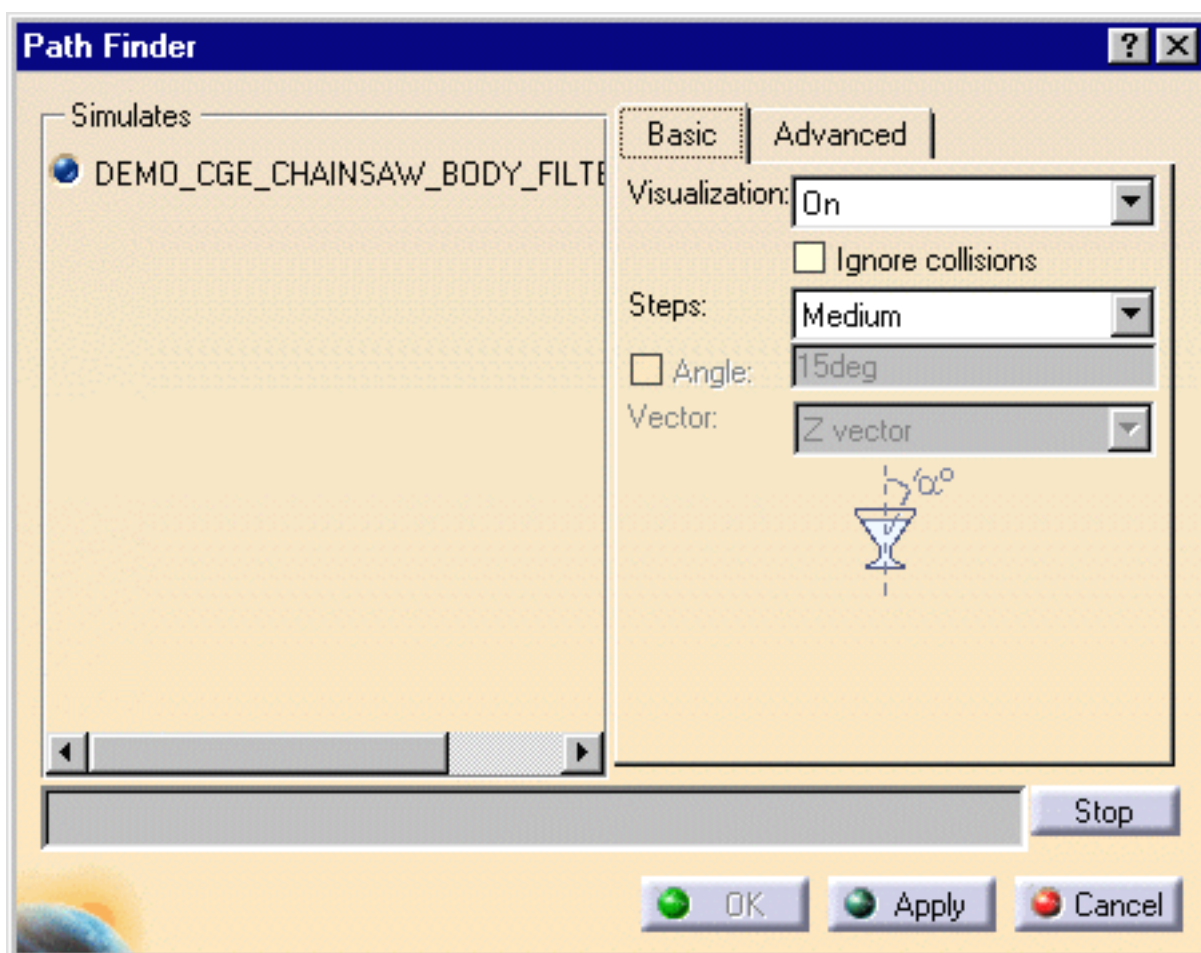 Path Finder
Simulates
DEMO_CGE_CHAINSAW_BODY_FILTE
Basic Advanced
Visualization: On
Ignore collisions
Steps: Medium
Angle: 15deg
Vector: Z vector
α°
Stop
OK Apply Cancel